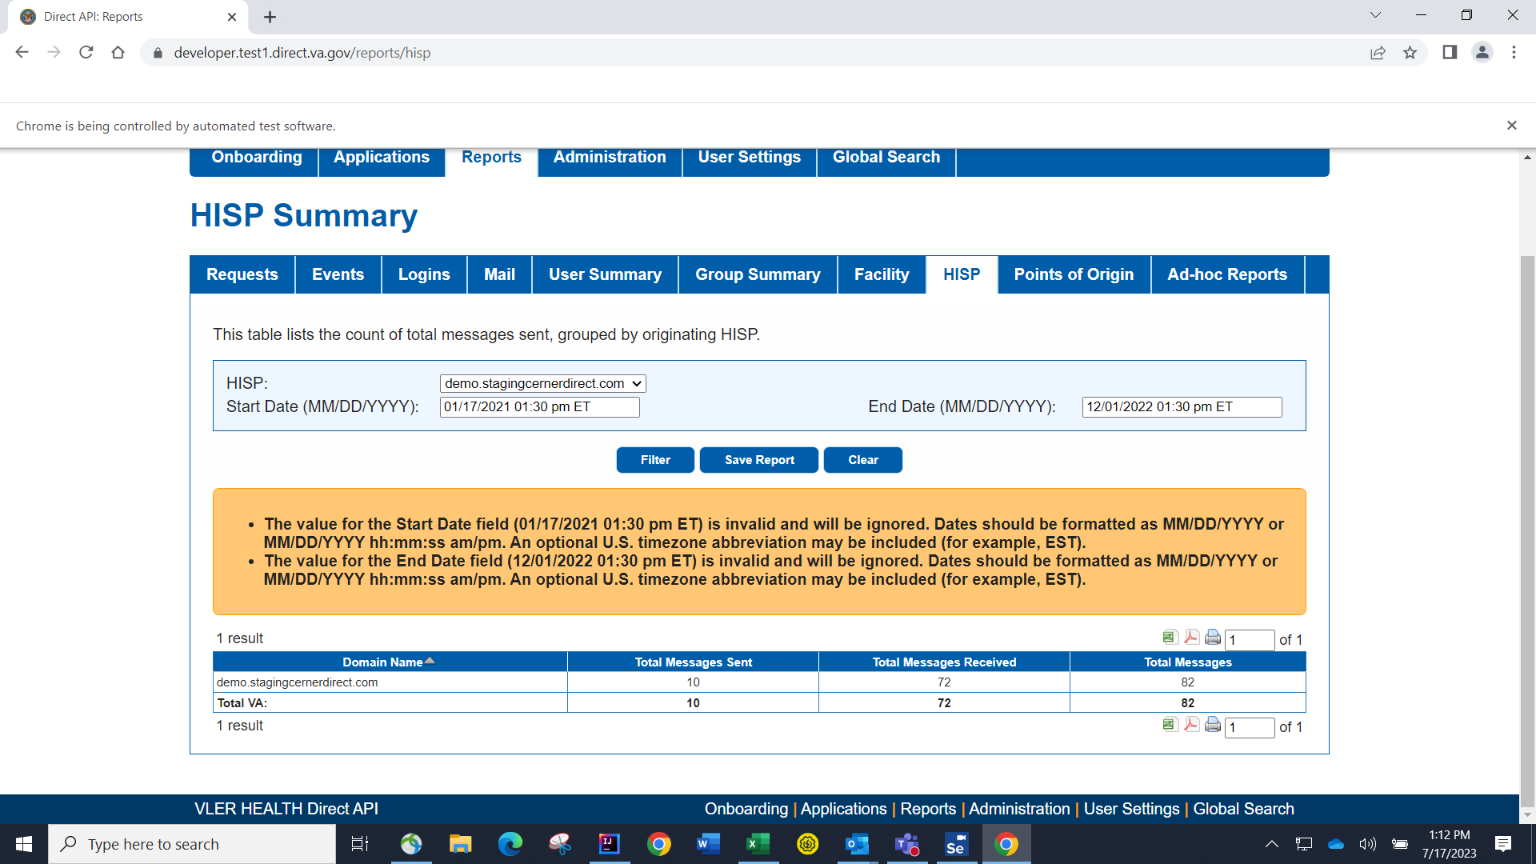 Direct API: Reports
developer.test1.direct.va.gov/reports/hisp
Chrome is being controlled by automated test software.
Onboarding Applications Reports Administration User Settings Global Search
HISP Summary
Requests Events Logins Mail User Summary Group Summary Facility HISP Points of Origin Ad-hoc Reports
This table lists the count of total messages sent, grouped by originating HISP.
HISP: demo.stagingcernerdirect.com
Start Date (MM/DD/YYYY): 01/17/2021 01:30 pm ET End Date (MM/DD/YYYY): 12/01/2022 01:30 pm ET
Filter Save Report Clear
• The value for the Start Date field (01/17/2021 01:30 pm ET) is invalid and will be ignored. Dates should be formatted as MM/DD/YYYY or
MM/DD/YYYY hh:mm:ss am/pm. An optional U.S. timezone abbreviation may be included (for example, EST).
• The value for the End Date field (12/01/2022 01:30 pm ET) is invalid and will be ignored. Dates should be formatted as MM/DD/YYYY or
MM/DD/YYYY hh:mm:ss am/pm. An optional U.S. timezone abbreviation may be included (for example, EST).
1 result 1 of 1
Domain Name Total Messages Sent Total Messages Received Total Messages
demo.stagingcernerdirect.com 10 72 82
Total VA: 10 72 82
1 result 1 of 1
VLER HEALTH Direct API Onboarding | Applications | Reports | Administration | User Settings | Global Search
Type here to search
1:12 PM
7/17/2023